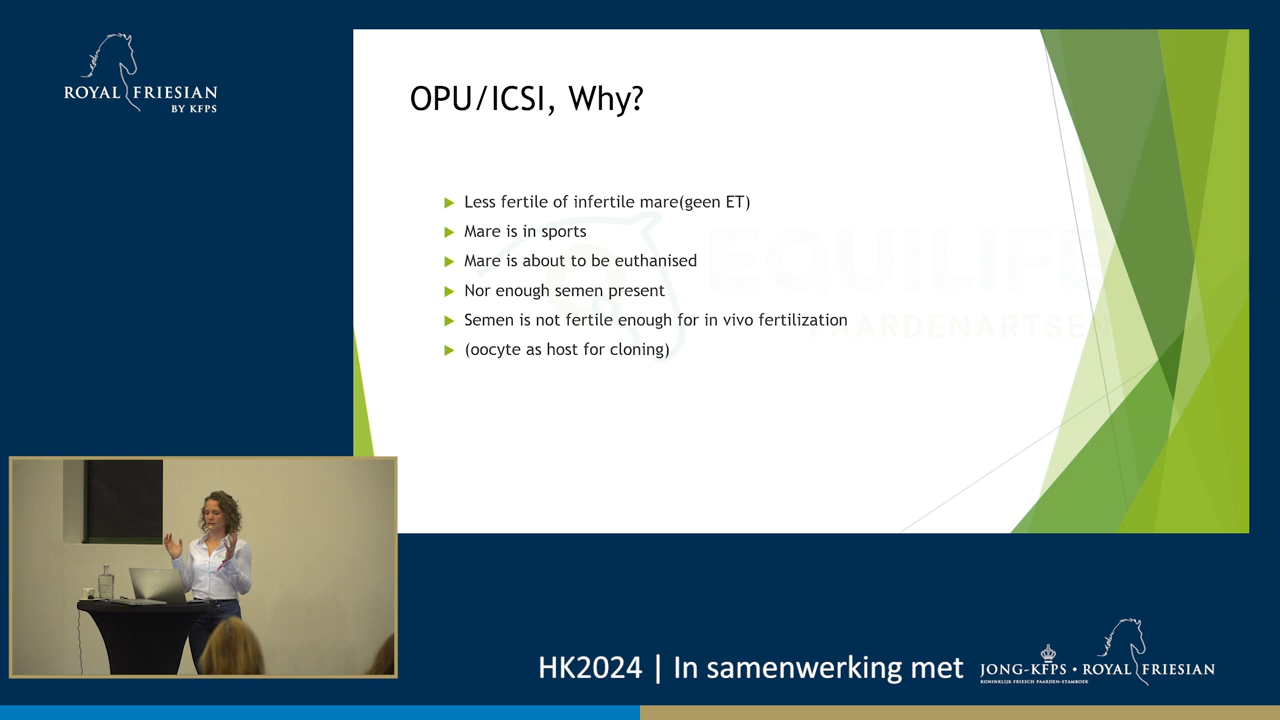 ROYAL FRIESIAN
BY KFPS
OPU/ICSI, Why?
Less fertile of infertile mare(geen ET)
Mare is in sports
Mare is about to be euthanised
Nor enough semen present
Semen is not fertile enough for in vivo fertilization
(oocyte as host for cloning)
EQUILIFE
PAARDENARTSEN
HK2024 | In samenwerking met
JONG-KFPS • ROYAL FRIESIAN
KONINKLIJK FRIESCH PAARDEN-STAMBOEK